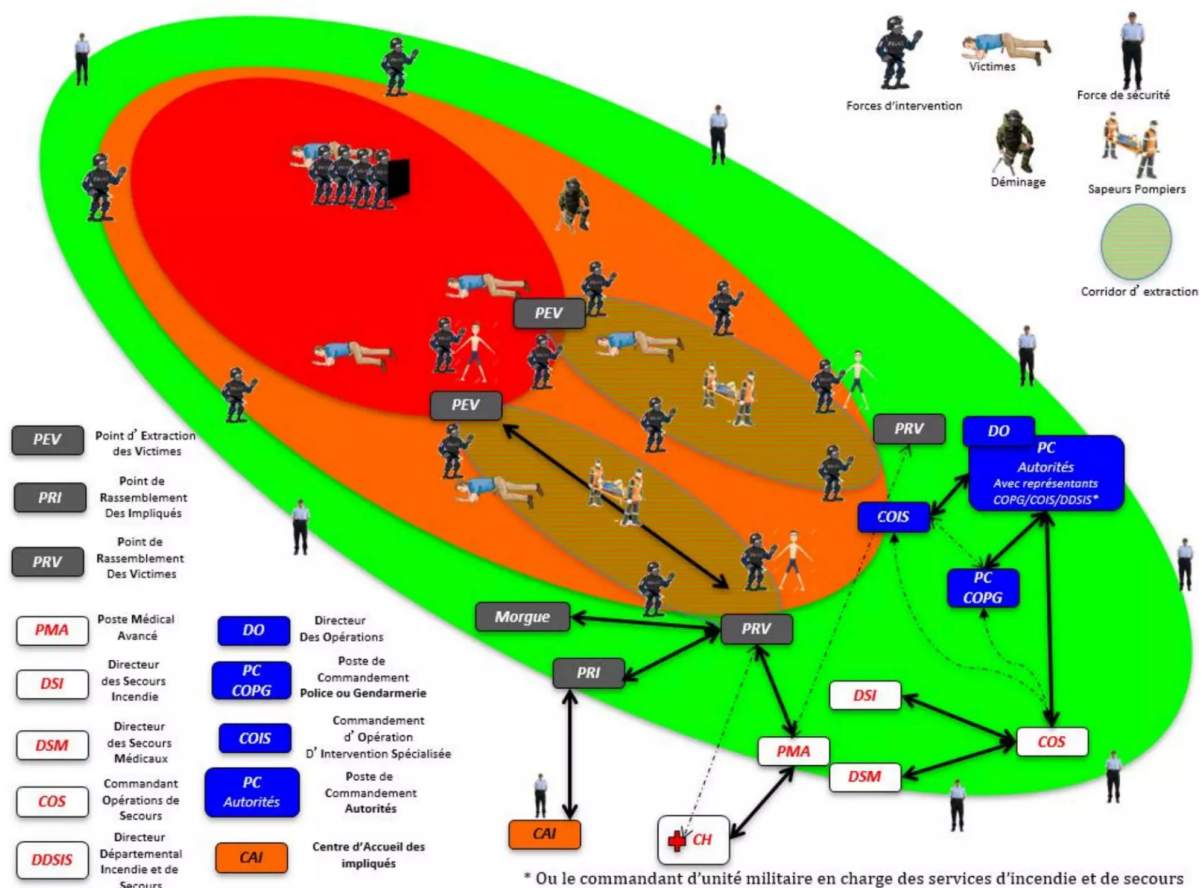 Forces d'intervention
Victimes
Force de sécurité
Déminage
Sapeurs Pompiers
Corridor d' extraction
PEV
PEV
PRV
DO
PC
Autorités
Avec représentants
COPG/COIS/DDSIS*
COIS
PC
COPG
Morgue
PRV
PRI
DSI
COS
PMA
DSM
CAI
CH
PEV
Point d' Extraction
des Victimes
PRI
Point de
Rassemblement
Des Impliqués
PRV
Point de
Rassemblement
Des Victimes
PMA
Poste Médical
Avancé
DSI
Directeur
des Secours
Incendie
DSM
Directeur
des Secours
Médicaux
COS
Commandant
Opérations de
Secours
DDSIS
Directeur
Départemental
Incendie et de
Secours
DO
Directeur
Des Opérations
PC
COPG
Poste de
Commandement
Police ou Gendarmerie
COIS
Commandement
d' Opération
D' Intervention Spécialisée
PC
Autorités
Poste de
Commandement
Autorités
CAI
Centre d'Accueil des
impliqués
* Ou le commandant d'unité militaire en charge des services d'incendie et de secours